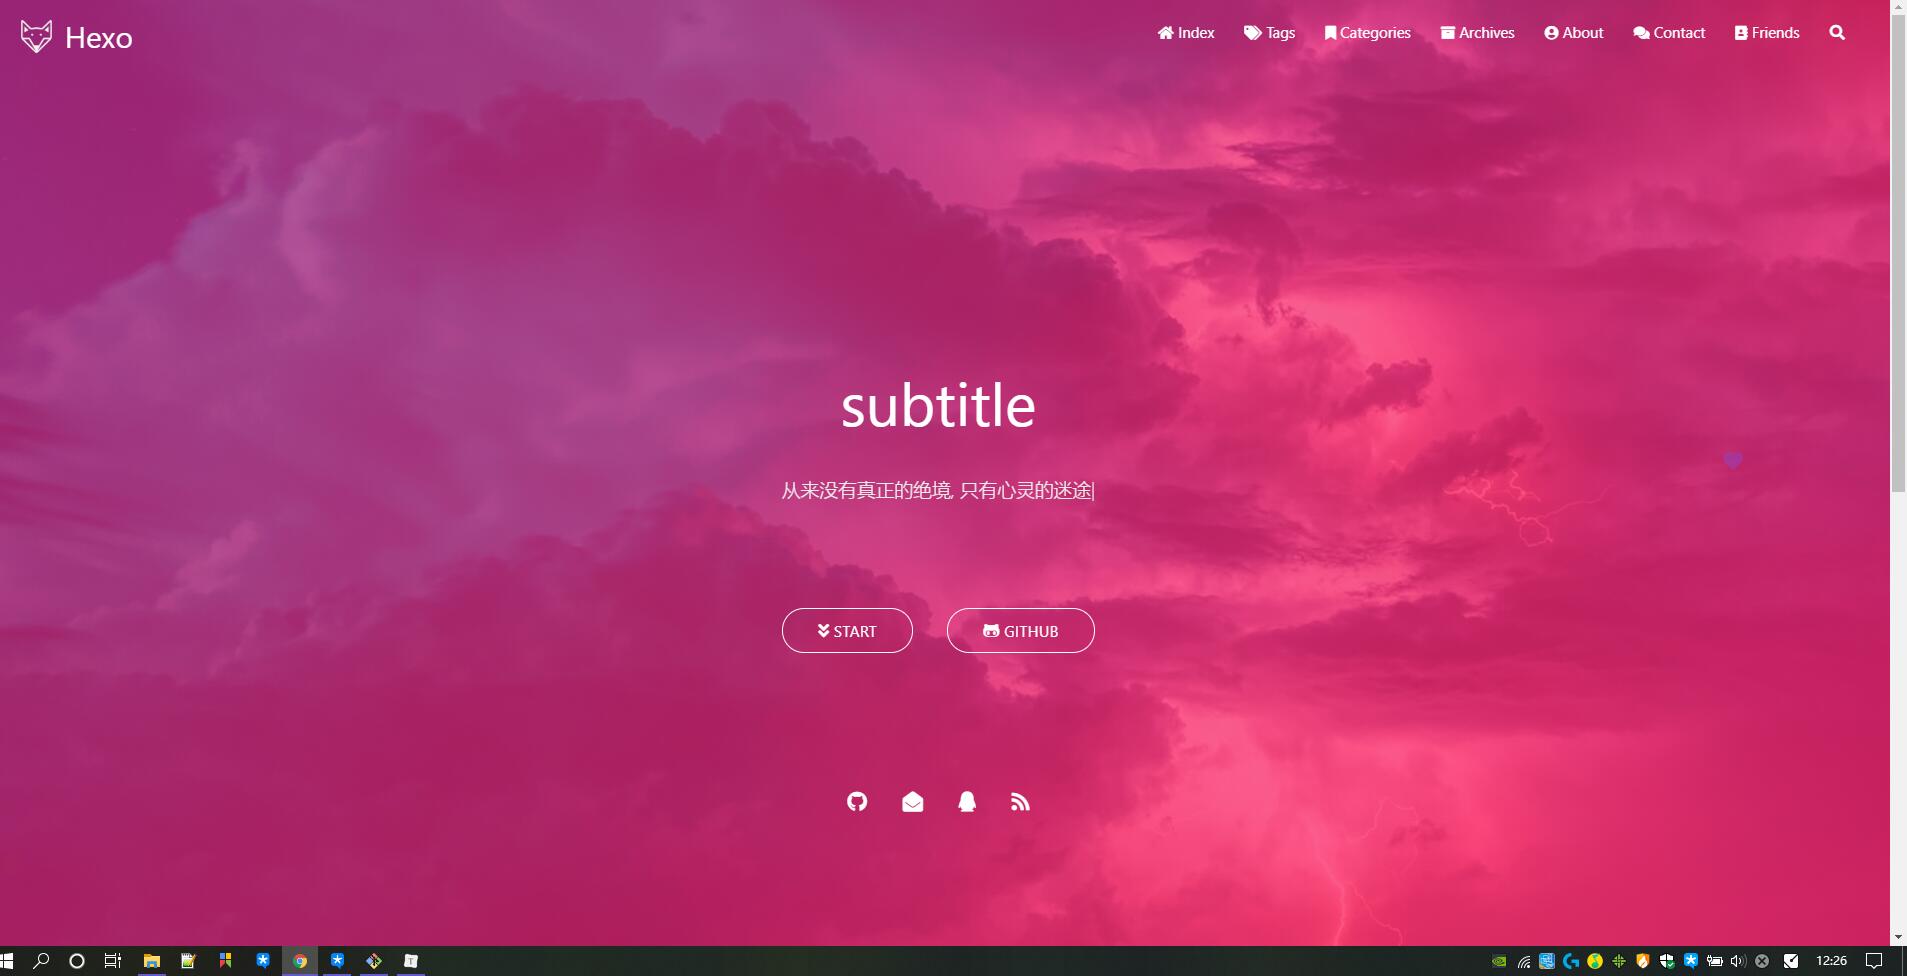 Hexo
Index Tags Categories Archives About Contact Friends
subtitle
从来没有真正的绝境, 只有心灵的迷途|
START GITHUB
12:26